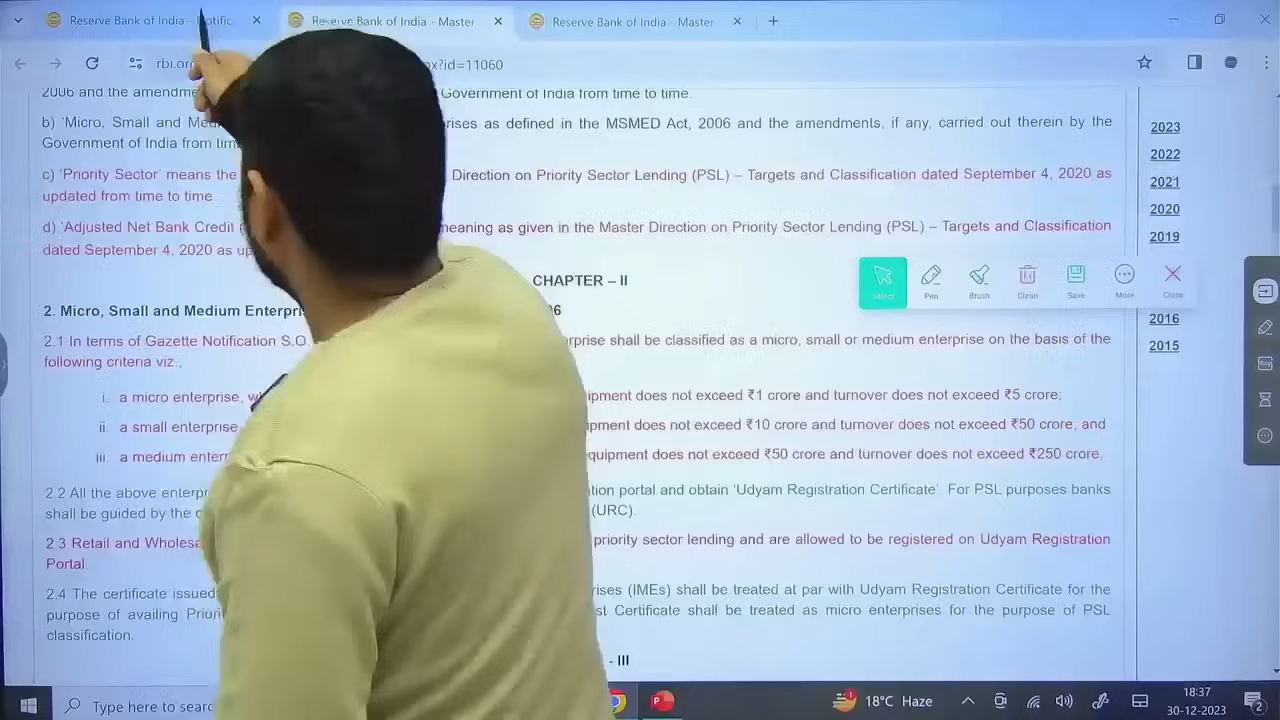 Reserve Bank of India - Notific
Reserve Bank of India - Master
Reserve Bank of India - Master
x?id=11060
2006 and the amendme Government of India from time to time.
b) 'Micro, Small and Med rises as defined in the MSMED Act, 2006 and the amendments, if any, carried out therein by the
Government of India from tim
c) 'Priority Sector' means the Direction on Priority Sector Lending (PSL) – Targets and Classification dated September 4, 2020 as
updated from time to time
d) 'Adjusted Net Bank Credit meaning as given in the Master Direction on Priority Sector Lending (PSL) – Targets and Classification
dated September 4, 2020 as up
CHAPTER – II
2. Micro, Small and Medium Enterpri 06
2.1 In terms of Gazette Notification S.O. rprise shall be classified as a micro, small or medium enterprise on the basis of the
following criteria viz.,
i. a micro enterprise, w ipment does not exceed ₹1 crore and turnover does not exceed ₹5 crore;
ii. a small enterprise ipment does not exceed ₹10 crore and turnover does not exceed ₹50 crore; and
iii. a medium enterp quipment does not exceed ₹50 crore and turnover does not exceed ₹250 crore.
2.2 All the above enterp tion portal and obtain 'Udyam Registration Certificate'. For PSL purposes banks
shall be guided by the (URC).
2.3 Retail and Wholesa priority sector lending and are allowed to be registered on Udyam Registration
Portal.
2.4 The certificate issued rises (IMEs) shall be treated at par with Udyam Registration Certificate for the
purpose of availing Prior st Certificate shall be treated as micro enterprises for the purpose of PSL
classification.
- III
2023
2022
2021
2020
2019
2016
2015
Select Pen Brush Clean Save More Close
Type here to searc
18°C Haze
18:37
30-12-2023